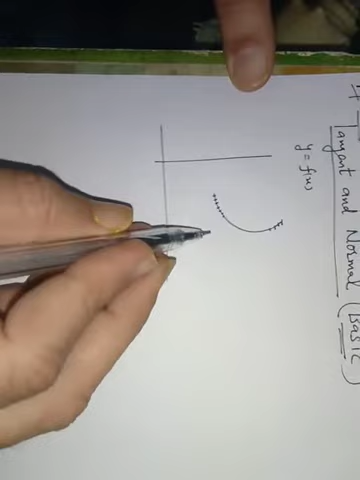 # Tangent and Normal (BASIC)
y = f(x)